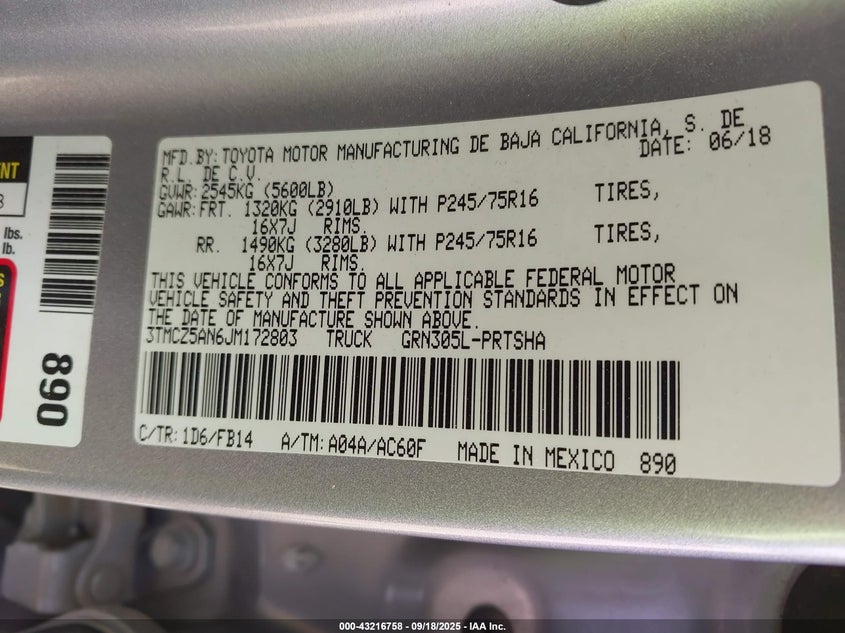 ENT
3
lbs.
lb.
S
890
MFD.BY:TOYOTA MOTOR MANUFACTURING DE BAJA CALIFORNIA, S. DE
R.L. DE C.V. DATE: 06/18
GVWR:2545KG (5600LB)
GAWR:FRT. 1320KG (2910LB) WITH P245/75R16 TIRES,
16X7J RIMS.
RR. 1490KG (3280LB) WITH P245/75R16 TIRES,
16X7J RIMS.
THIS VEHICLE CONFORMS TO ALL APPLICABLE FEDERAL MOTOR
VEHICLE SAFETY AND THEFT PREVENTION STANDARDS IN EFFECT ON
THE DATE OF MANUFACTURE SHOWN ABOVE.
3TMCZ5AN6JM172803 TRUCK GRN305L-PRTSHA
C/TR:1D6/FB14 A/TM:A04A/AC60F MADE IN MEXICO 890
000-43216758 - 09/18/2025 - IAA Inc.